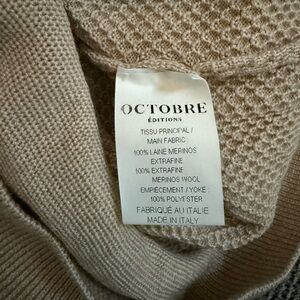 OCTOBRE
ÉDITIONS
TISSU PRINCIPAL /
MAIN FABRIC
100% LAINE MERINOS
EXTRAFINE
100% EXTRAFINE
MERINOS WOOL
EMPIÈCEMENT / YOKE
100% POLYESTER
FABRIQUÉ AU ITALIE
MADE IN ITALY